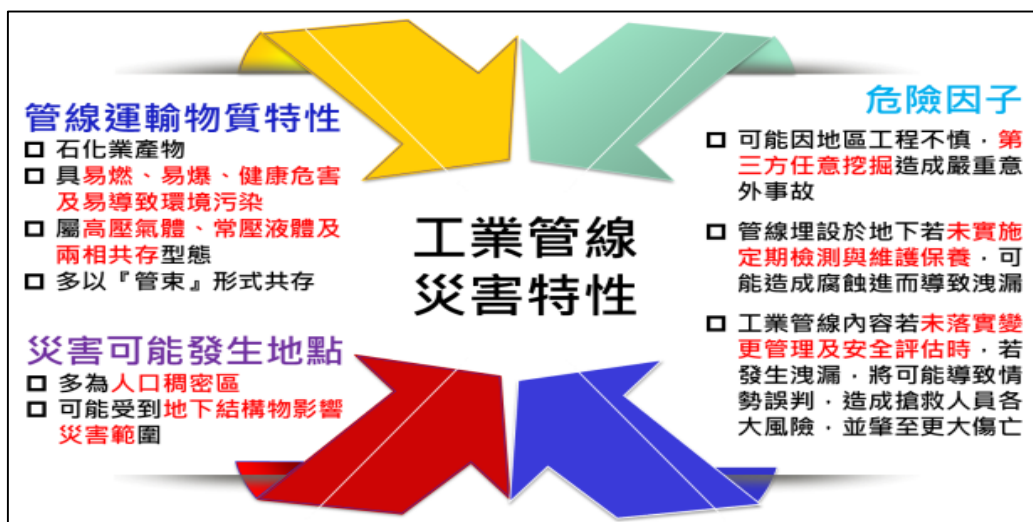 管線運輸物質特性
石化業產物
具易燃、易爆、健康危害
及易導致環境污染
屬高壓氣體、常壓液體及
兩相共存型態
多以『管束』形式共存
災害可能發生地點
多為人口稠密區
可能受到地下結構物影響
災害範圍
工業管線
災害特性
危險因子
可能因地區工程不慎，第
三方任意挖掘造成嚴重意
外事故
管線埋設於地下若未實施
定期檢測與維護保養，可
能造成腐蝕進而導致洩漏
工業管線內容若未落實變
更管理及安全評估時，若
發生洩漏，將可能導致情
勢誤判，造成搶救人員各
大風險，並肇至更大傷亡